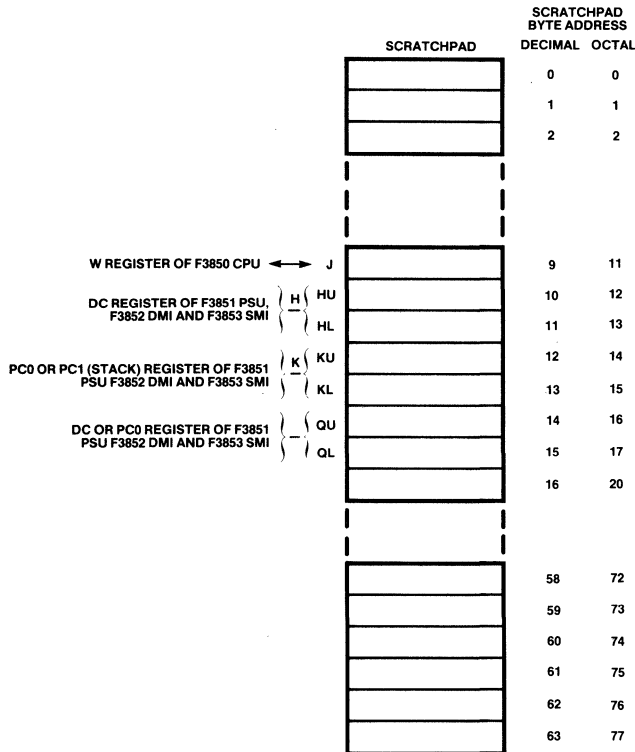 SCRATCHPAD
BYTE ADDRESS
SCRATCHPAD DECIMAL OCTAL
0 0
1 1
2 2
W REGISTER OF F3850 CPU J 9 11
DC REGISTER OF F3851 PSU,
F3852 DMI AND F3853 SMI
H
HU 10 12
HL 11 13
PC0 OR PC1 (STACK) REGISTER OF F3851
PSU F3852 DMI AND F3853 SMI
K
KU 12 14
KL 13 15
DC OR PC0 REGISTER OF F3851
PSU F3852 DMI AND F3853 SMI
QU 14 16
QL 15 17
16 20
58 72
59 73
60 74
61 75
62 76
63 77